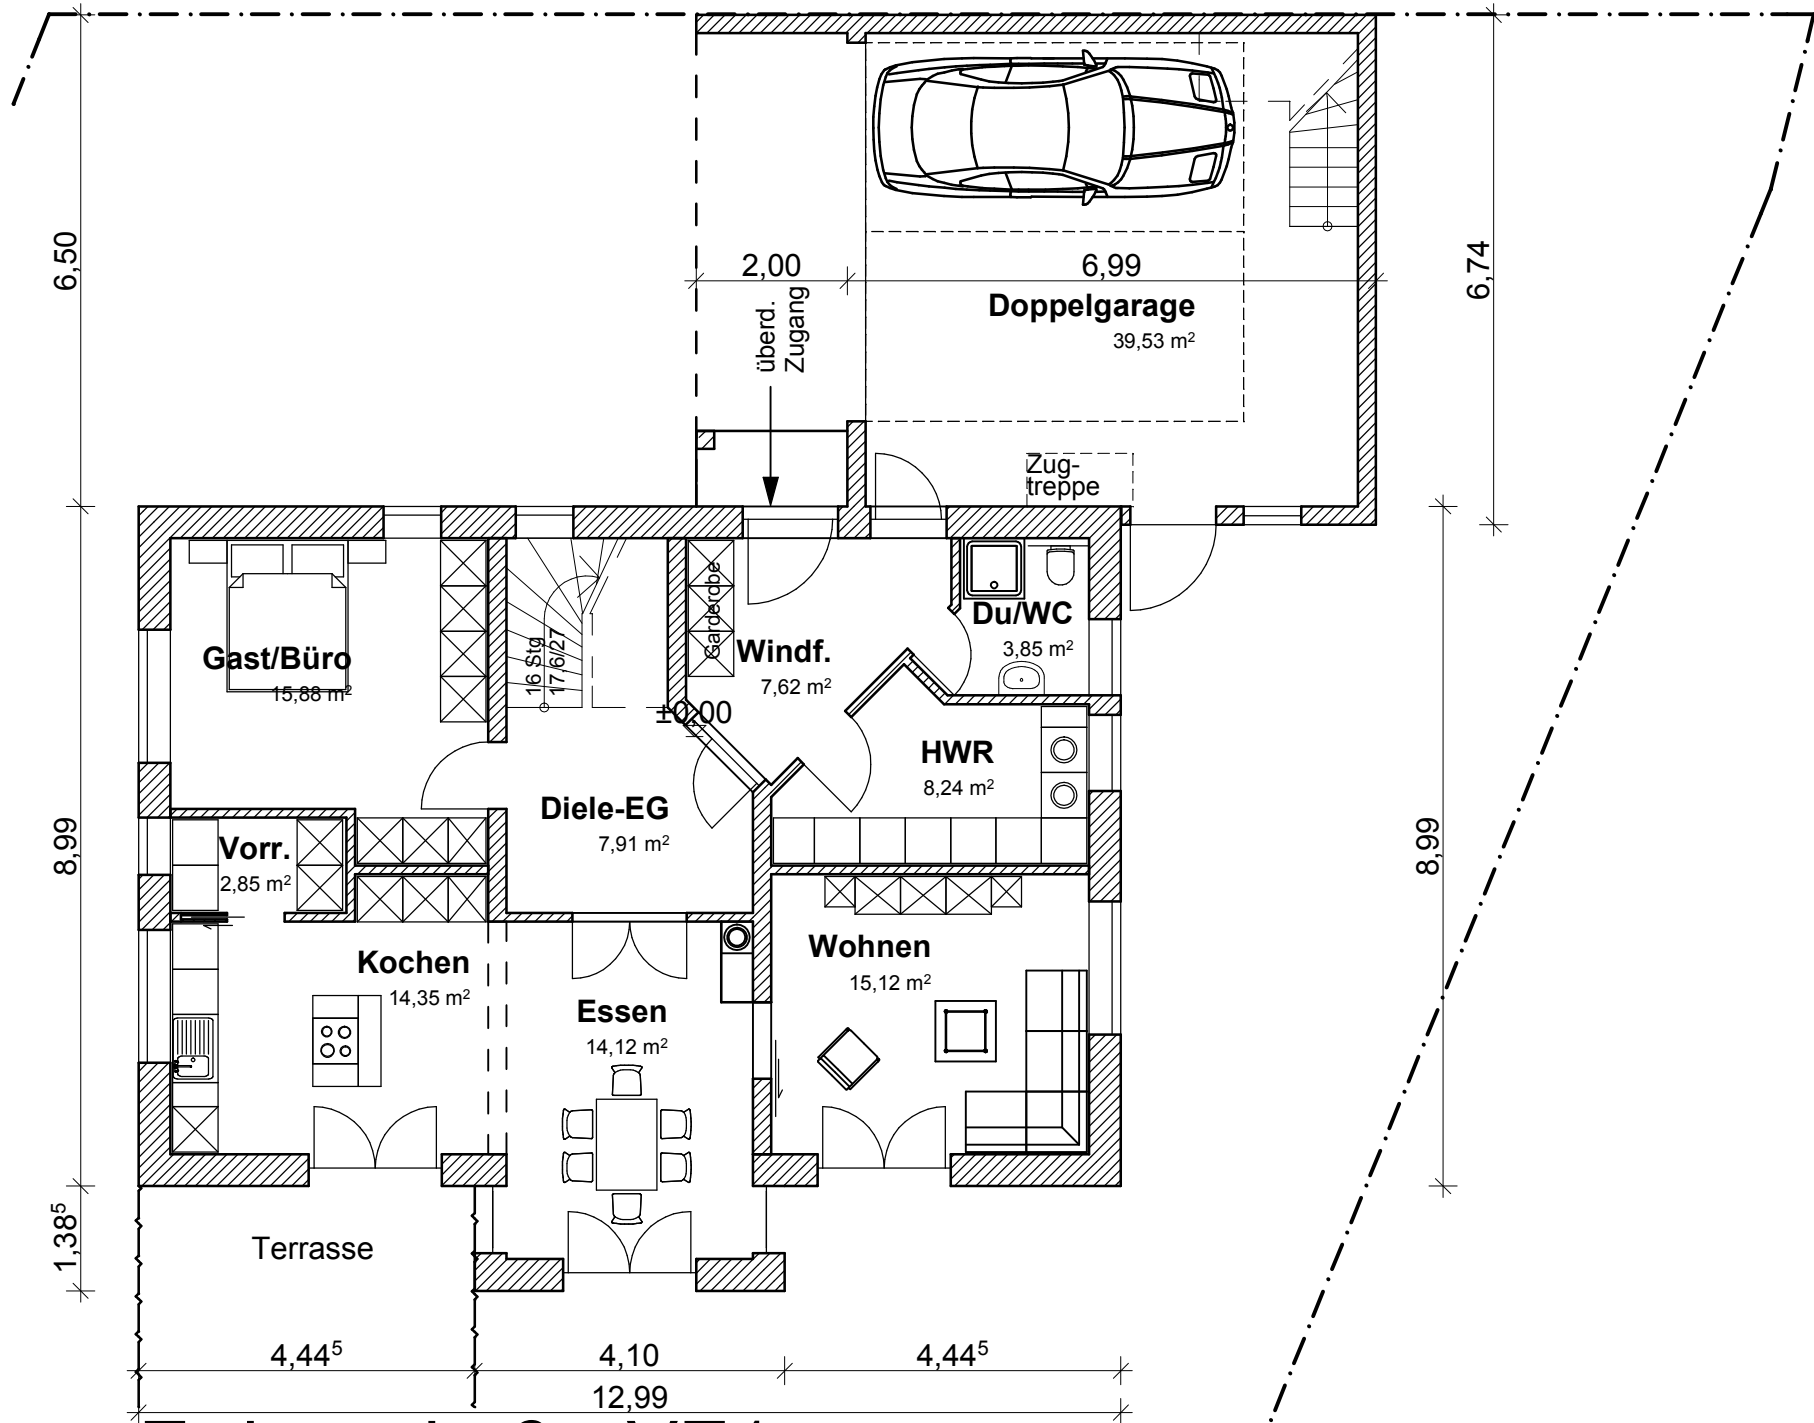 6,50
2,00
6,99
6,74
überd.
Zugang
Doppelgarage
39,53 m²
Zug-
treppe
Garderobe
Du/WC
3,85 m²
Gast/Büro
15,88 m²
16 Stg
17,6/27
Windf.
7,62 m²
±0,00
HWR
8,24 m²
Diele-EG
7,91 m²
8,99
Vorr.
2,85 m²
8,99
Kochen
14,35 m²
Essen
14,12 m²
Wohnen
15,12 m²
1,38⁵
Terrasse
4,44⁵
4,10
4,44⁵
12,99